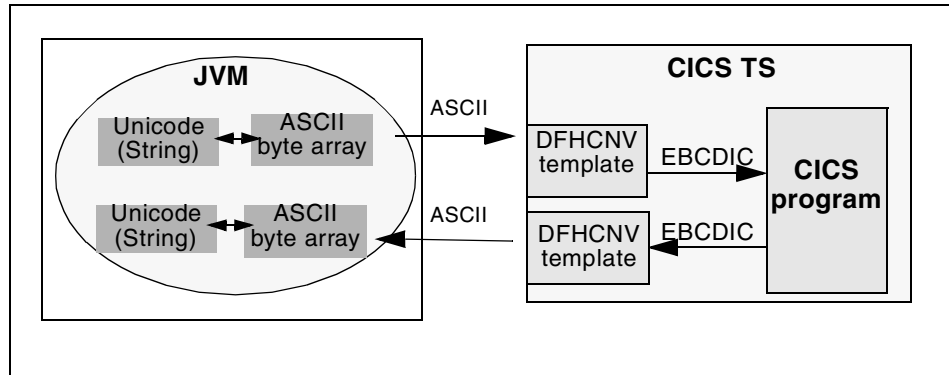 JVM
Unicode
(String)
ASCII
byte array
Unicode
(String)
ASCII
byte array
ASCII
ASCII
CICS TS
DFHCNV
template
EBCDIC
DFHCNV
template
EBCDIC
CICS
program